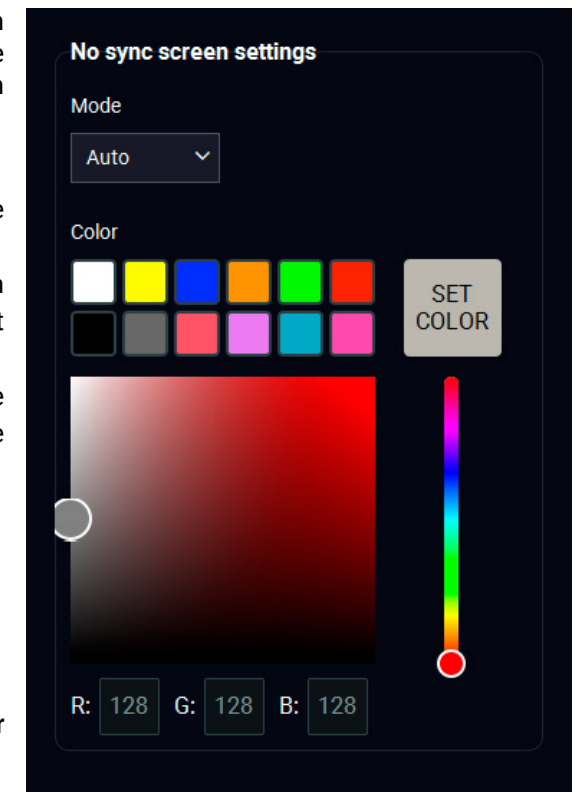 No sync screen settings
Mode
Auto
Color
SET
COLOR
R: 128 G: 128 B: 128